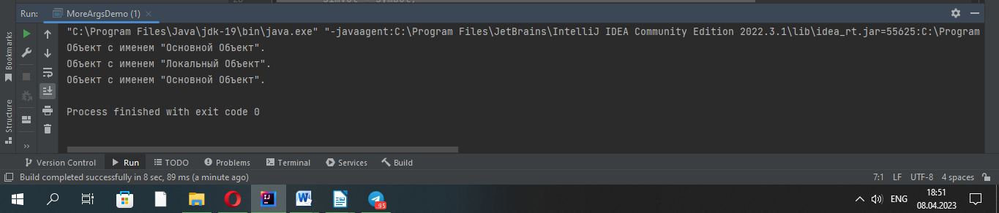 Run: MoreArgsDemo (1)
"C:\Program Files\Java\jdk-19\bin\java.exe" "-javaagent:C:\Program Files\JetBrains\IntelliJ IDEA Community Edition 2022.3.1\lib\idea_rt.jar=55625:C:\Program
Объект с именем "Основной Объект".
Объект с именем "Локальный Объект".
Объект с именем "Основной Объект".
Process finished with exit code 0
Bookmarks
Structure
Version Control Run TODO Problems Terminal Services Build
Build completed successfully in 8 sec, 89 ms (a minute ago) 7:1 LF UTF-8 4 spaces
ENG 18:51
08.04.2023